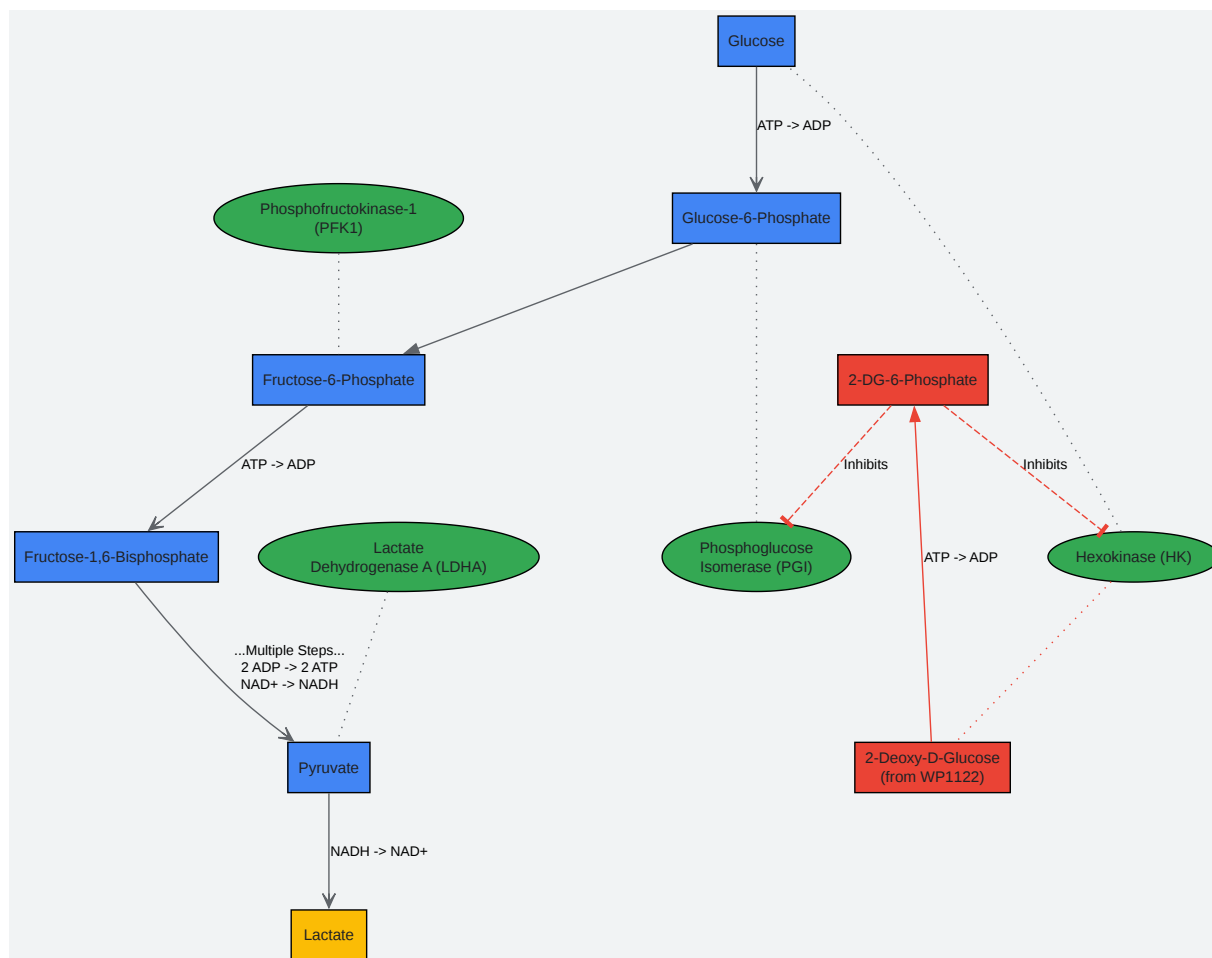 Glucose
ATP -> ADP
Phosphofructokinase-1
(PFK1)
Glucose-6-Phosphate
Fructose-6-Phosphate
2-DG-6-Phosphate
ATP -> ADP
Inhibits
Inhibits
Fructose-1,6-Bisphosphate
Lactate
Dehydrogenase A (LDHA)
Phosphoglucose
Isomerase (PGI)
ATP -> ADP
Hexokinase (HK)
...Multiple Steps...
2 ADP -> 2 ATP
NAD+ -> NADH
Pyruvate
2-Deoxy-D-Glucose
(from WP1122)
NADH -> NAD+
Lactate